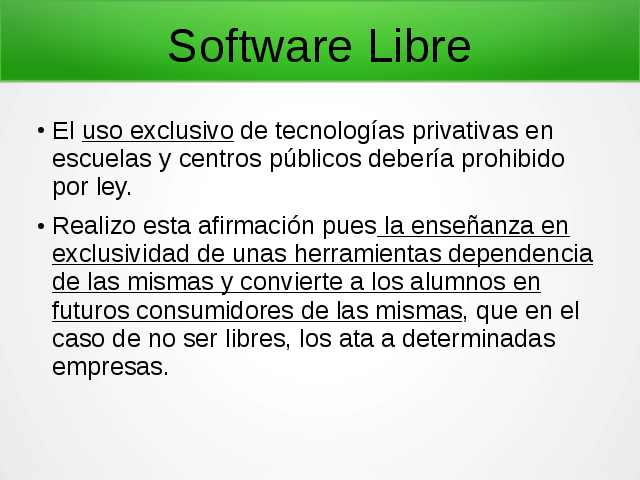 Software Libre
• El uso exclusivo de tecnologías privativas en
escuelas y centros públicos debería prohibido
por ley.
• Realizo esta afirmación pues la enseñanza en
exclusividad de unas herramientas dependencia
de las mismas y convierte a los alumnos en
futuros consumidores de las mismas, que en el
caso de no ser libres, los ata a determinadas
empresas.